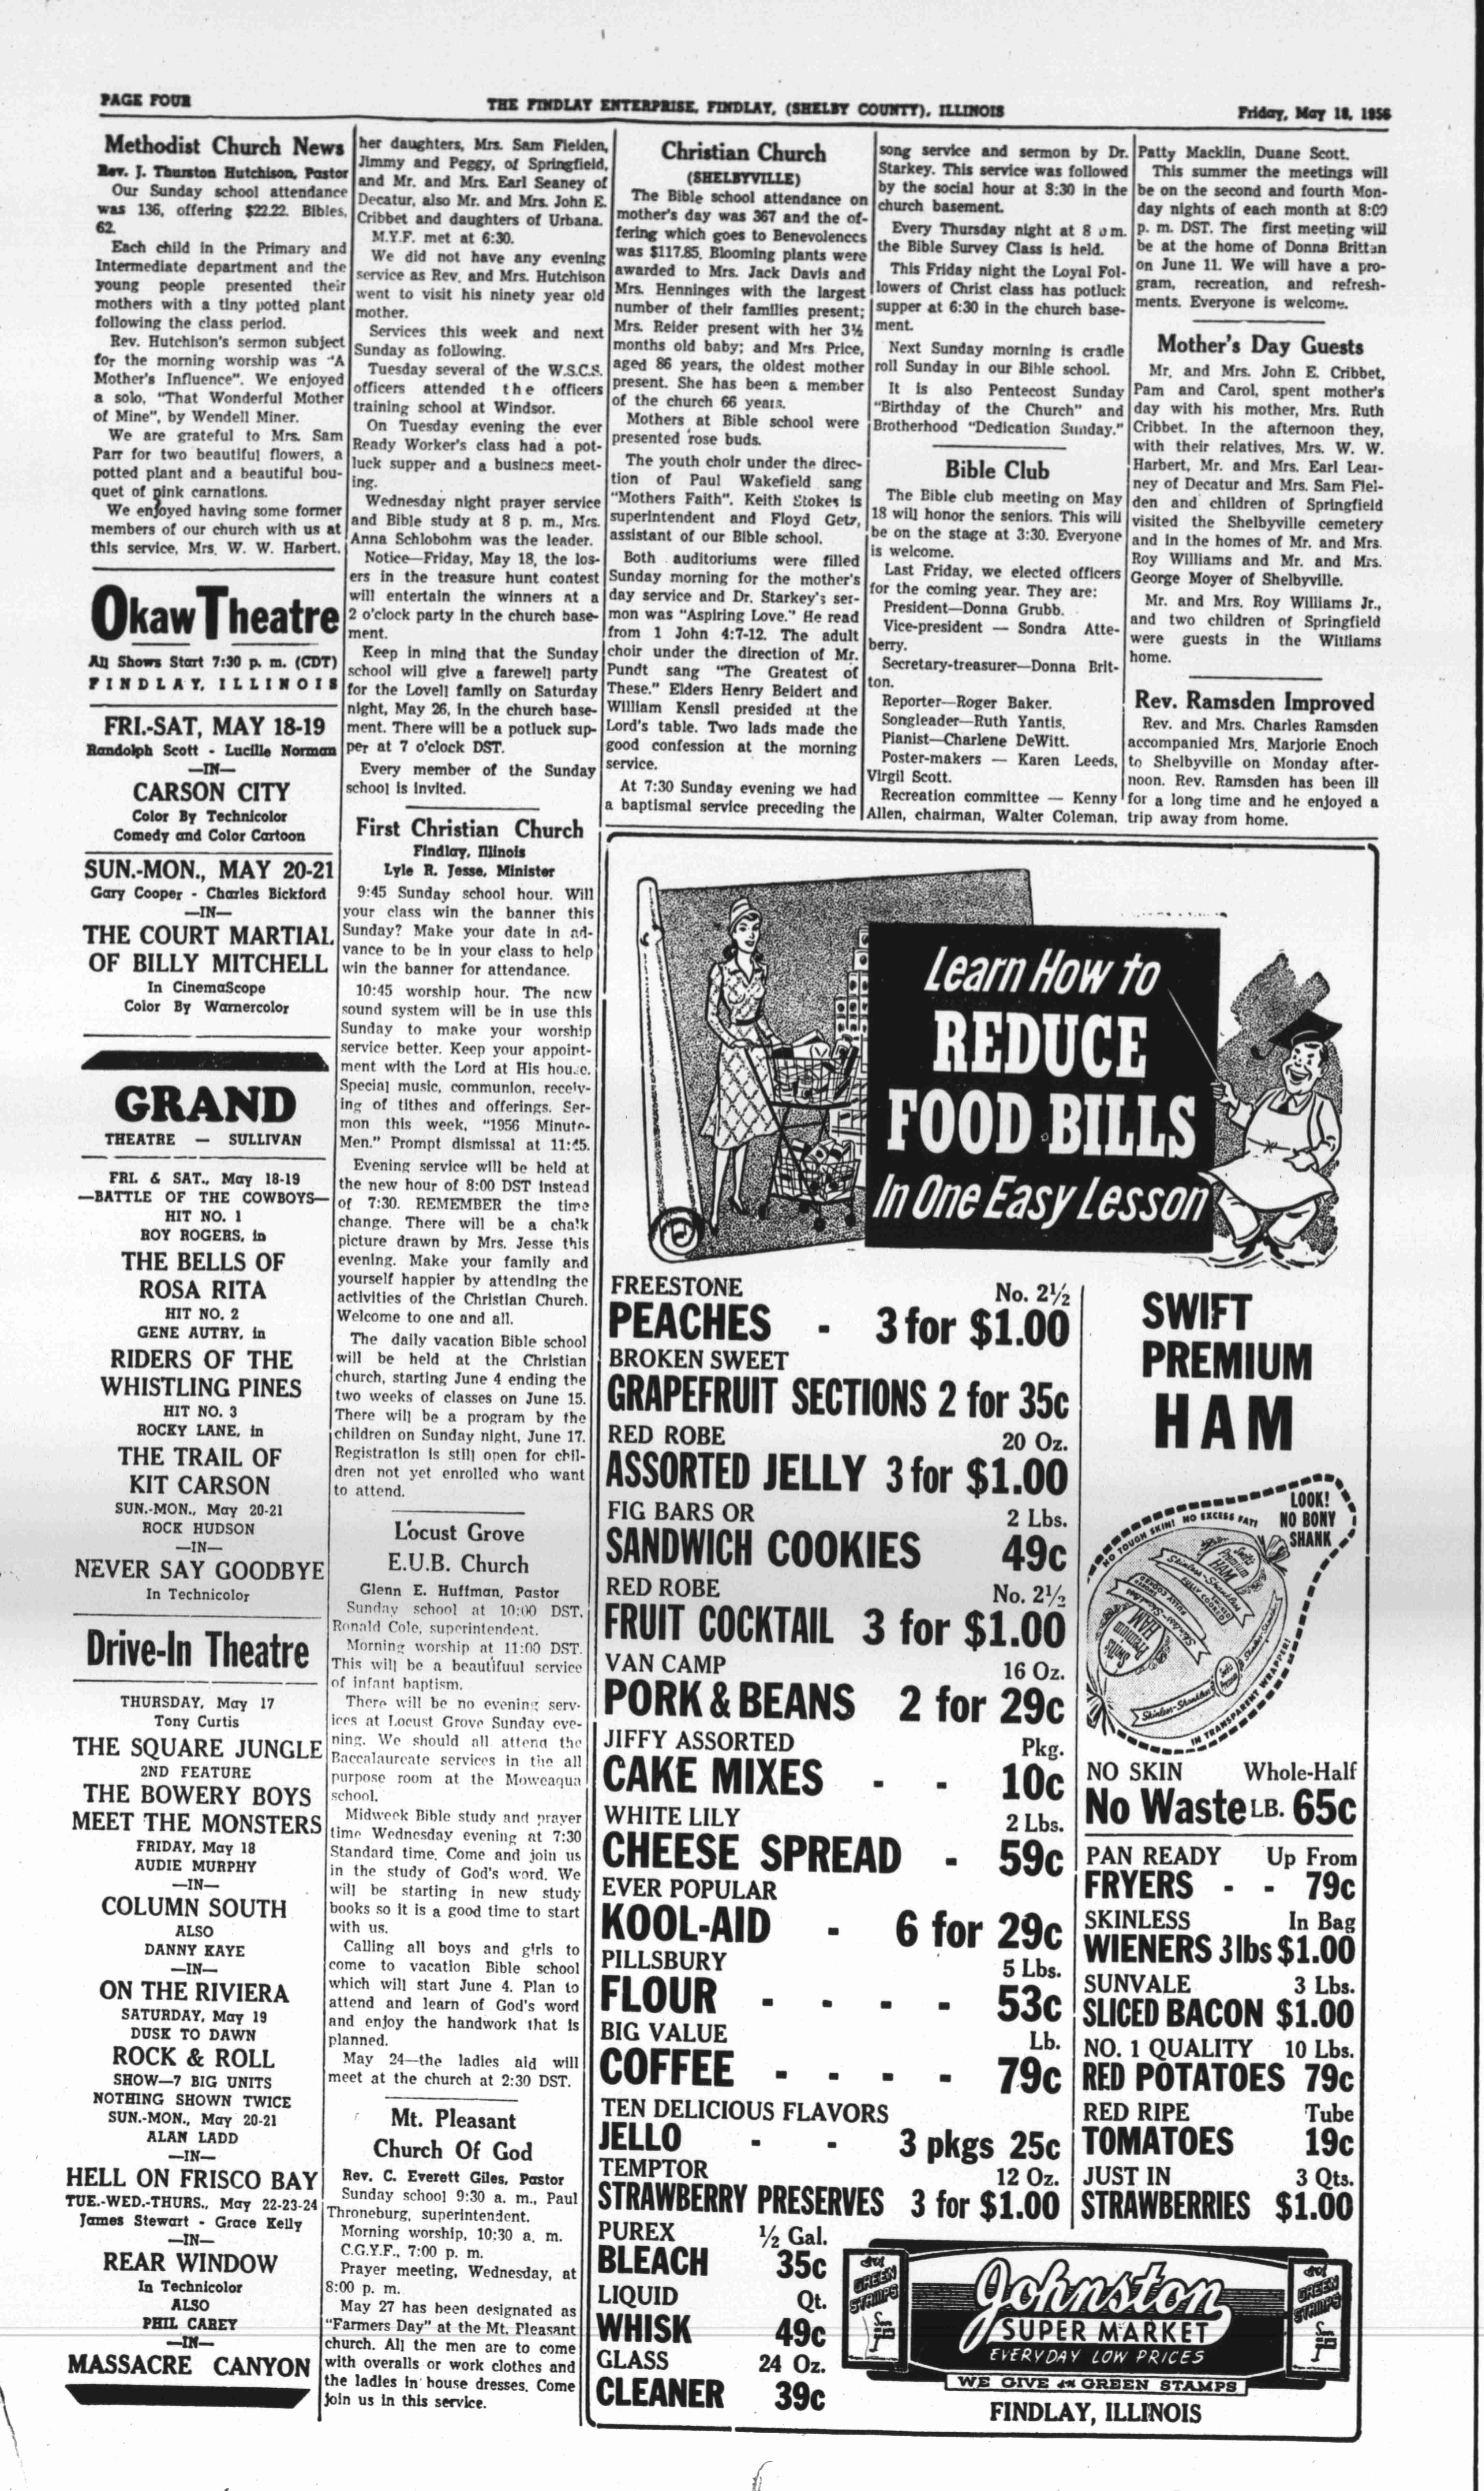 PAGE FOUR
THE FINDLAY ENTERPRISE, FINDLAY, (SHELBY COUNTY), ILLINOIS
Friday, May 18, 1956
Methodist Church News
Rev. J. Thurston Hutchison, Pastor
Our Sunday school attendance
was 136, offering $22.22. Bibles,
62.
Each child in the Primary and
Intermediate department and the
young people presented their
mothers with a tiny potted plant
following the class period.
Rev. Hutchison's sermon subject
for the morning worship was "A
Mother's Influence". We enjoyed
a solo, "That Wonderful Mother
of Mine", by Wendell Miner.
We are grateful to Mrs. Sam
Parr for two beautiful flowers, a
potted plant and a beautiful bou-
quet of pink carnations.
We enjoyed having some former
members of our church with us at
this service, Mrs. W. W. Harbert,
Okaw Theatre
All Shows Start 7:30 p. m. (CDT)
FINDLAY, ILLINOIS
FRI.-SAT, MAY 18-19
Randolph Scott - Lucille Norman
—IN—
CARSON CITY
Color By Technicolor
Comedy and Color Cartoon
SUN.-MON., MAY 20-21
Gary Cooper - Charles Bickford
—IN—
THE COURT MARTIAL
OF BILLY MITCHELL
In CinemaScope
Color By Warnercolor
GRAND
THEATRE — SULLIVAN
FRI. & SAT., May 18-19
—BATTLE OF THE COWBOYS—
HIT NO. 1
ROY ROGERS, in
THE BELLS OF
ROSA RITA
HIT NO. 2
GENE AUTRY, in
RIDERS OF THE
WHISTLING PINES
HIT NO. 3
ROCKY LANE, in
THE TRAIL OF
KIT CARSON
SUN.-MON., May 20-21
ROCK HUDSON
—IN—
NEVER SAY GOODBYE
In Technicolor
Drive-In Theatre
THURSDAY, May 17
Tony Curtis
THE SQUARE JUNGLE
2ND FEATURE
THE BOWERY BOYS
MEET THE MONSTERS
FRIDAY, May 18
AUDIE MURPHY
—IN—
COLUMN SOUTH
ALSO
DANNY KAYE
—IN—
ON THE RIVIERA
SATURDAY, May 19
DUSK TO DAWN
ROCK & ROLL
SHOW—7 BIG UNITS
NOTHING SHOWN TWICE
SUN.-MON., May 20-21
ALAN LADD
—IN—
HELL ON FRISCO BAY
TUE.-WED.-THURS., May 22-23-24
James Stewart - Grace Kelly
—IN—
REAR WINDOW
In Technicolor
ALSO
PHIL CAREY
—IN—
MASSACRE CANYON
her daughters, Mrs. Sam Fielden,
Jimmy and Peggy, of Springfield,
and Mr. and Mrs. Earl Seaney of
Decatur, also Mr. and Mrs. John E.
Cribbet and daughters of Urbana.
M.Y.F. met at 6:30.
We did not have any evening
service as Rev. and Mrs. Hutchison
went to visit his ninety year old
mother.
Services this week and next
Sunday as following.
Tuesday several of the W.S.C.S.
officers attended the officers
training school at Windsor.
On Tuesday evening the ever
Ready Worker's class had a pot-
luck supper and a business meet-
ing.
Wednesday night prayer service
and Bible study at 8 p. m., Mrs.
Anna Schlobohm was the leader.
Notice—Friday, May 18, the los-
ers in the treasure hunt contest
will entertain the winners at a
2 o'clock party in the church base-
ment.
Keep in mind that the Sunday
school will give a farewell party
for the Lovell family on Saturday
night, May 26, in the church base-
ment. There will be a potluck sup-
per at 7 o'clock DST.
Every member of the Sunday
school is invited.
First Christian Church
Findlay, Illinois
Lyle R. Jesse, Minister
9:45 Sunday school hour. Will
your class win the banner this
Sunday? Make your date in ad-
vance to be in your class to help
win the banner for attendance.
10:45 worship hour. The new
sound system will be in use this
Sunday to make your worship
service better. Keep your appoint-
ment with the Lord at His house.
Special music, communion, receiv-
ing of tithes and offerings. Ser-
mon this week, "1956 Minute-
Men." Prompt dismissal at 11:45.
Evening service will be held at
the new hour of 8:00 DST instead
of 7:30. REMEMBER the time
change. There will be a chalk
picture drawn by Mrs. Jesse this
evening. Make your family and
yourself happier by attending the
activities of the Christian Church.
Welcome to one and all.
The daily vacation Bible school
will be held at the Christian
church, starting June 4 ending the
two weeks of classes on June 15.
There will be a program by the
children on Sunday night, June 17.
Registration is still open for chil-
dren not yet enrolled who want
to attend.
Locust Grove
E.U.B. Church
Glenn E. Huffman, Pastor
Sunday school at 10:00 DST,
Ronald Cole, superintendent.
Morning worship at 11:00 DST.
This will be a beautifuul service
of infant baptism.
There will be no evening serv-
ices at Locust Grove Sunday eve-
ning. We should all attend the
Baccalaureate services in the all
purpose room at the Moweaqua
school.
Midweek Bible study and prayer
time Wednesday evening at 7:30
Standard time. Come and join us
in the study of God's word. We
will be starting in new study
books so it is a good time to start
with us.
Calling all boys and girls to
come to vacation Bible school
which will start June 4. Plan to
attend and learn of God's word
and enjoy the handwork that is
planned.
May 24—the ladies aid will
meet at the church at 2:30 DST.
Mt. Pleasant
Church Of God
Rev. C. Everett Giles, Pastor
Sunday school 9:30 a. m., Paul
Throneburg, superintendent.
Morning worship, 10:30 a. m.
C.G.Y.F., 7:00 p. m.
Prayer meeting, Wednesday, at
8:00 p. m.
May 27 has been designated as
"Farmers Day" at the Mt. Pleasant
church. All the men are to come
with overalls or work clothes and
the ladies in house dresses. Come
join us in this service.
Christian Church
(SHELBYVILLE)
The Bible school attendance on
mother's day was 367 and the of-
fering which goes to Benevolences
was $117.85. Blooming plants were
awarded to Mrs. Jack Davis and
Mrs. Henninges with the largest
number of their families present;
Mrs. Reider present with her 3½
months old baby; and Mrs. Price,
aged 86 years, the oldest mother
present. She has been a member
of the church 66 years.
Mothers at Bible school were
presented rose buds.
The youth choir under the direc-
tion of Paul Wakefield sang
"Mothers Faith". Keith Stokes is
superintendent and Floyd Getz,
assistant of our Bible school.
Both auditoriums were filled
Sunday morning for the mother's
day service and Dr. Starkey's ser-
mon was "Aspiring Love." He read
from 1 John 4:7-12. The adult
choir under the direction of Mr.
Pundt sang "The Greatest of
These." Elders Henry Beidert and
William Kensil presided at the
Lord's table. Two lads made the
good confession at the morning
service.
At 7:30 Sunday evening we had
a baptismal service preceding the
song service and sermon by Dr.
Starkey. This service was followed
by the social hour at 8:30 in the
church basement.
Every Thursday night at 8 p.m.
the Bible Survey Class is held.
This Friday night the Loyal Fol-
lowers of Christ class has potluck
supper at 6:30 in the church base-
ment.
Next Sunday morning is cradle
roll Sunday in our Bible school.
It is also Pentecost Sunday
"Birthday of the Church" and
Brotherhood "Dedication Sunday."
Bible Club
The Bible club meeting on May
18 will honor the seniors. This will
be on the stage at 3:30. Everyone
is welcome.
Last Friday, we elected officers
for the coming year. They are:
President—Donna Grubb.
Vice-president — Sondra Atte-
berry.
Secretary-treasurer—Donna Brit-
ton.
Reporter—Roger Baker.
Songleader—Ruth Yantis.
Pianist—Charlene DeWitt.
Poster-makers — Karen Leeds,
Virgil Scott.
Recreation committee — Kenny
Allen, chairman, Walter Coleman,
Patty Macklin, Duane Scott.
This summer the meetings will
be on the second and fourth Mon-
day nights of each month at 8:00
p. m. DST. The first meeting will
be at the home of Donna Brittan
on June 11. We will have a pro-
gram, recreation, and refresh-
ments. Everyone is welcome.
Mother's Day Guests
Mr. and Mrs. John E. Cribbet,
Pam and Carol, spent mother's
day with his mother, Mrs. Ruth
Cribbet. In the afternoon they,
with their relatives, Mrs. W. W.
Harbert, Mr. and Mrs. Earl Lear-
ney of Decatur and Mrs. Sam Fiel-
den and children of Springfield
visited the Shelbyville cemetery
and in the homes of Mr. and Mrs.
Roy Williams and Mr. and Mrs.
George Moyer of Shelbyville.
Mr. and Mrs. Roy Williams Jr.,
and two children of Springfield
were guests in the Williams
home.
Rev. Ramsden Improved
Rev. and Mrs. Charles Ramsden
accompanied Mrs. Marjorie Enoch
to Shelbyville on Monday after-
noon. Rev. Ramsden has been ill
for a long time and he enjoyed a
trip away from home.
Learn How to
REDUCE
FOOD BILLS
In One Easy Lesson
FREESTONE No. 2½
PEACHES - 3 for $1.00
BROKEN SWEET
GRAPEFRUIT SECTIONS 2 for 35c
RED ROBE 20 Oz.
ASSORTED JELLY 3 for $1.00
FIG BARS OR 2 Lbs.
SANDWICH COOKIES 49c
RED ROBE No. 2½
FRUIT COCKTAIL 3 for $1.00
VAN CAMP 16 Oz.
PORK & BEANS 2 for 29c
JIFFY ASSORTED Pkg.
CAKE MIXES - - 10c
WHITE LILY 2 Lbs.
CHEESE SPREAD - 59c
EVER POPULAR
KOOL-AID - 6 for 29c
PILLSBURY 5 Lbs.
FLOUR - - - - 53c
BIG VALUE Lb.
COFFEE - - - - 79c
TEN DELICIOUS FLAVORS
JELLO - - 3 pkgs 25c
TEMPTOR 12 Oz.
STRAWBERRY PRESERVES 3 for $1.00
PUREX ½ Gal.
BLEACH 35c
LIQUID Qt.
WHISK 49c
GLASS 24 Oz.
CLEANER 39c
SWIFT
PREMIUM
HAM
LOOK!
NO BONY
SHANK
NO TOUGH SKIN! NO EXCESS FAT!
Swift's
Premium
HAM
Skinless-Shankless
FULLY COOKED
IN TRANSPARENT WRAPPER!
NO SKIN Whole-Half
No Waste LB. 65c
PAN READY Up From
FRYERS - - 79c
SKINLESS In Bag
WIENERS 3 lbs $1.00
SUNVALE 3 Lbs.
SLICED BACON $1.00
NO. 1 QUALITY 10 Lbs.
RED POTATOES 79c
RED RIPE Tube
TOMATOES 19c
JUST IN 3 Qts.
STRAWBERRIES $1.00
S&H GREEN STAMPS
Johnston
SUPER MARKET
EVERYDAY LOW PRICES
S&H GREEN STAMPS
WE GIVE S&H GREEN STAMPS
FINDLAY, ILLINOIS